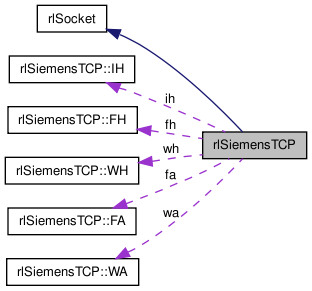 rlSocket
rlSiemensTCP::IH
ih
rlSiemensTCP::FH
fh
rlSiemensTCP
rlSiemensTCP::WH
wh
fa
rlSiemensTCP::FA
wa
rlSiemensTCP::WA